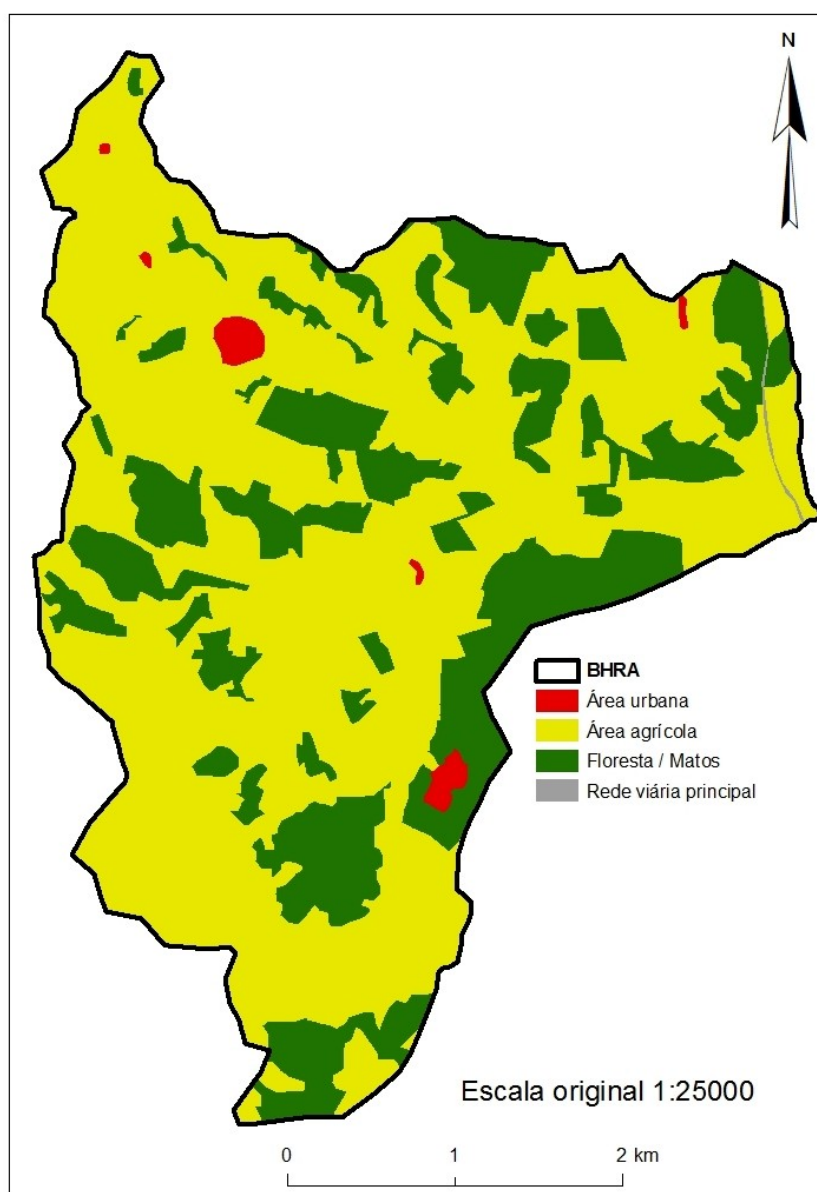 N
BHRA
Área urbana
Área agrícola
Floresta / Matos
Rede viária principal
Escala original 1:25000
0 1 2 km